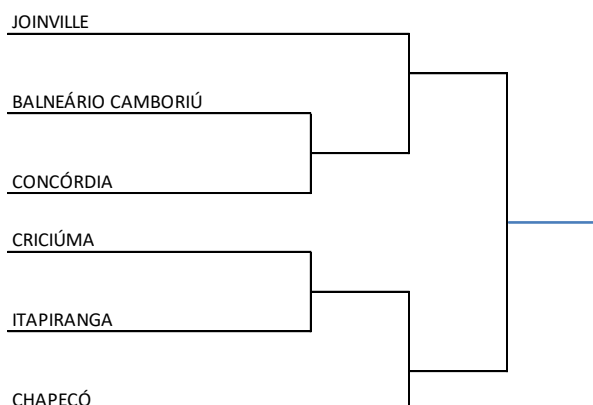 JOINVILLE
BALNEÁRIO CAMBORIÚ
CONCÓRDIA
CRICIÚMA
ITAPIRANGA
CHAPECÓ